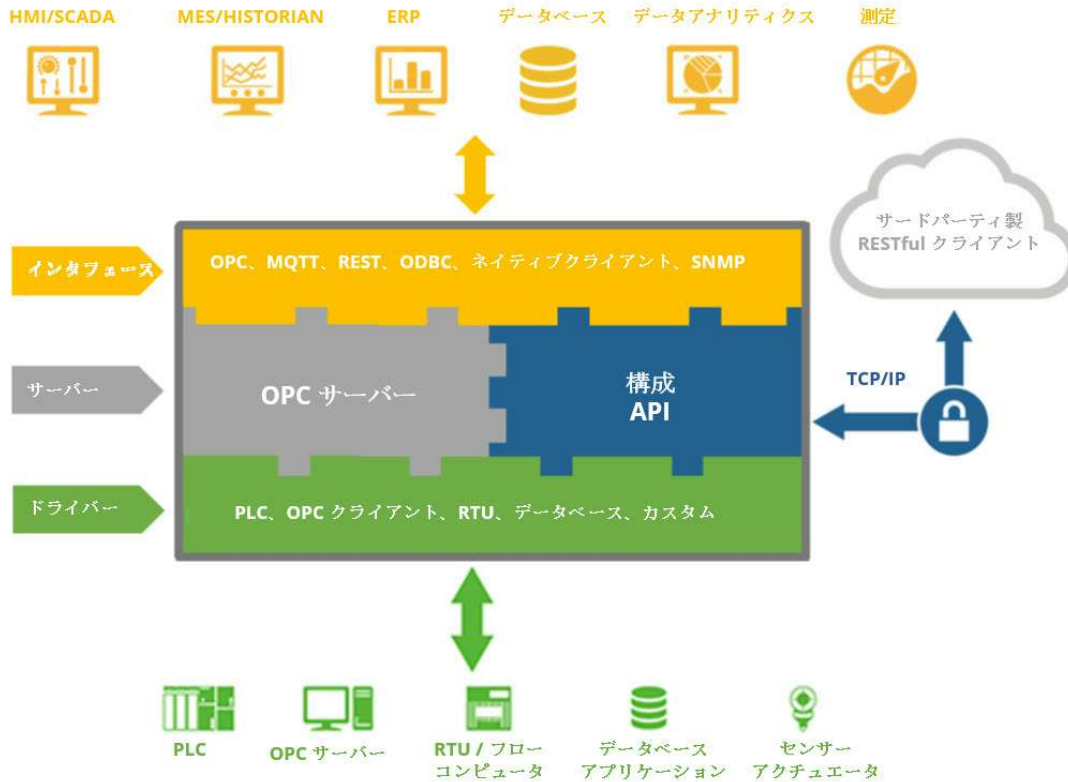 HMI/SCADA
MES/HISTORIAN
ERP
データベース
データアナリティクス
測定
サードパーティ製
RESTful クライアント
インタフェース
OPC、MQTT、REST、ODBC、ネイティブクライアント、SNMP
サーバー
OPC サーバー
構成
API
TCP/IP
ドライバー
PLC、OPC クライアント、RTU、データベース、カスタム
PLC
OPC サーバー
RTU / フロー
コンピュータ
データベース
アプリケーション
センサー
アクチュエータ